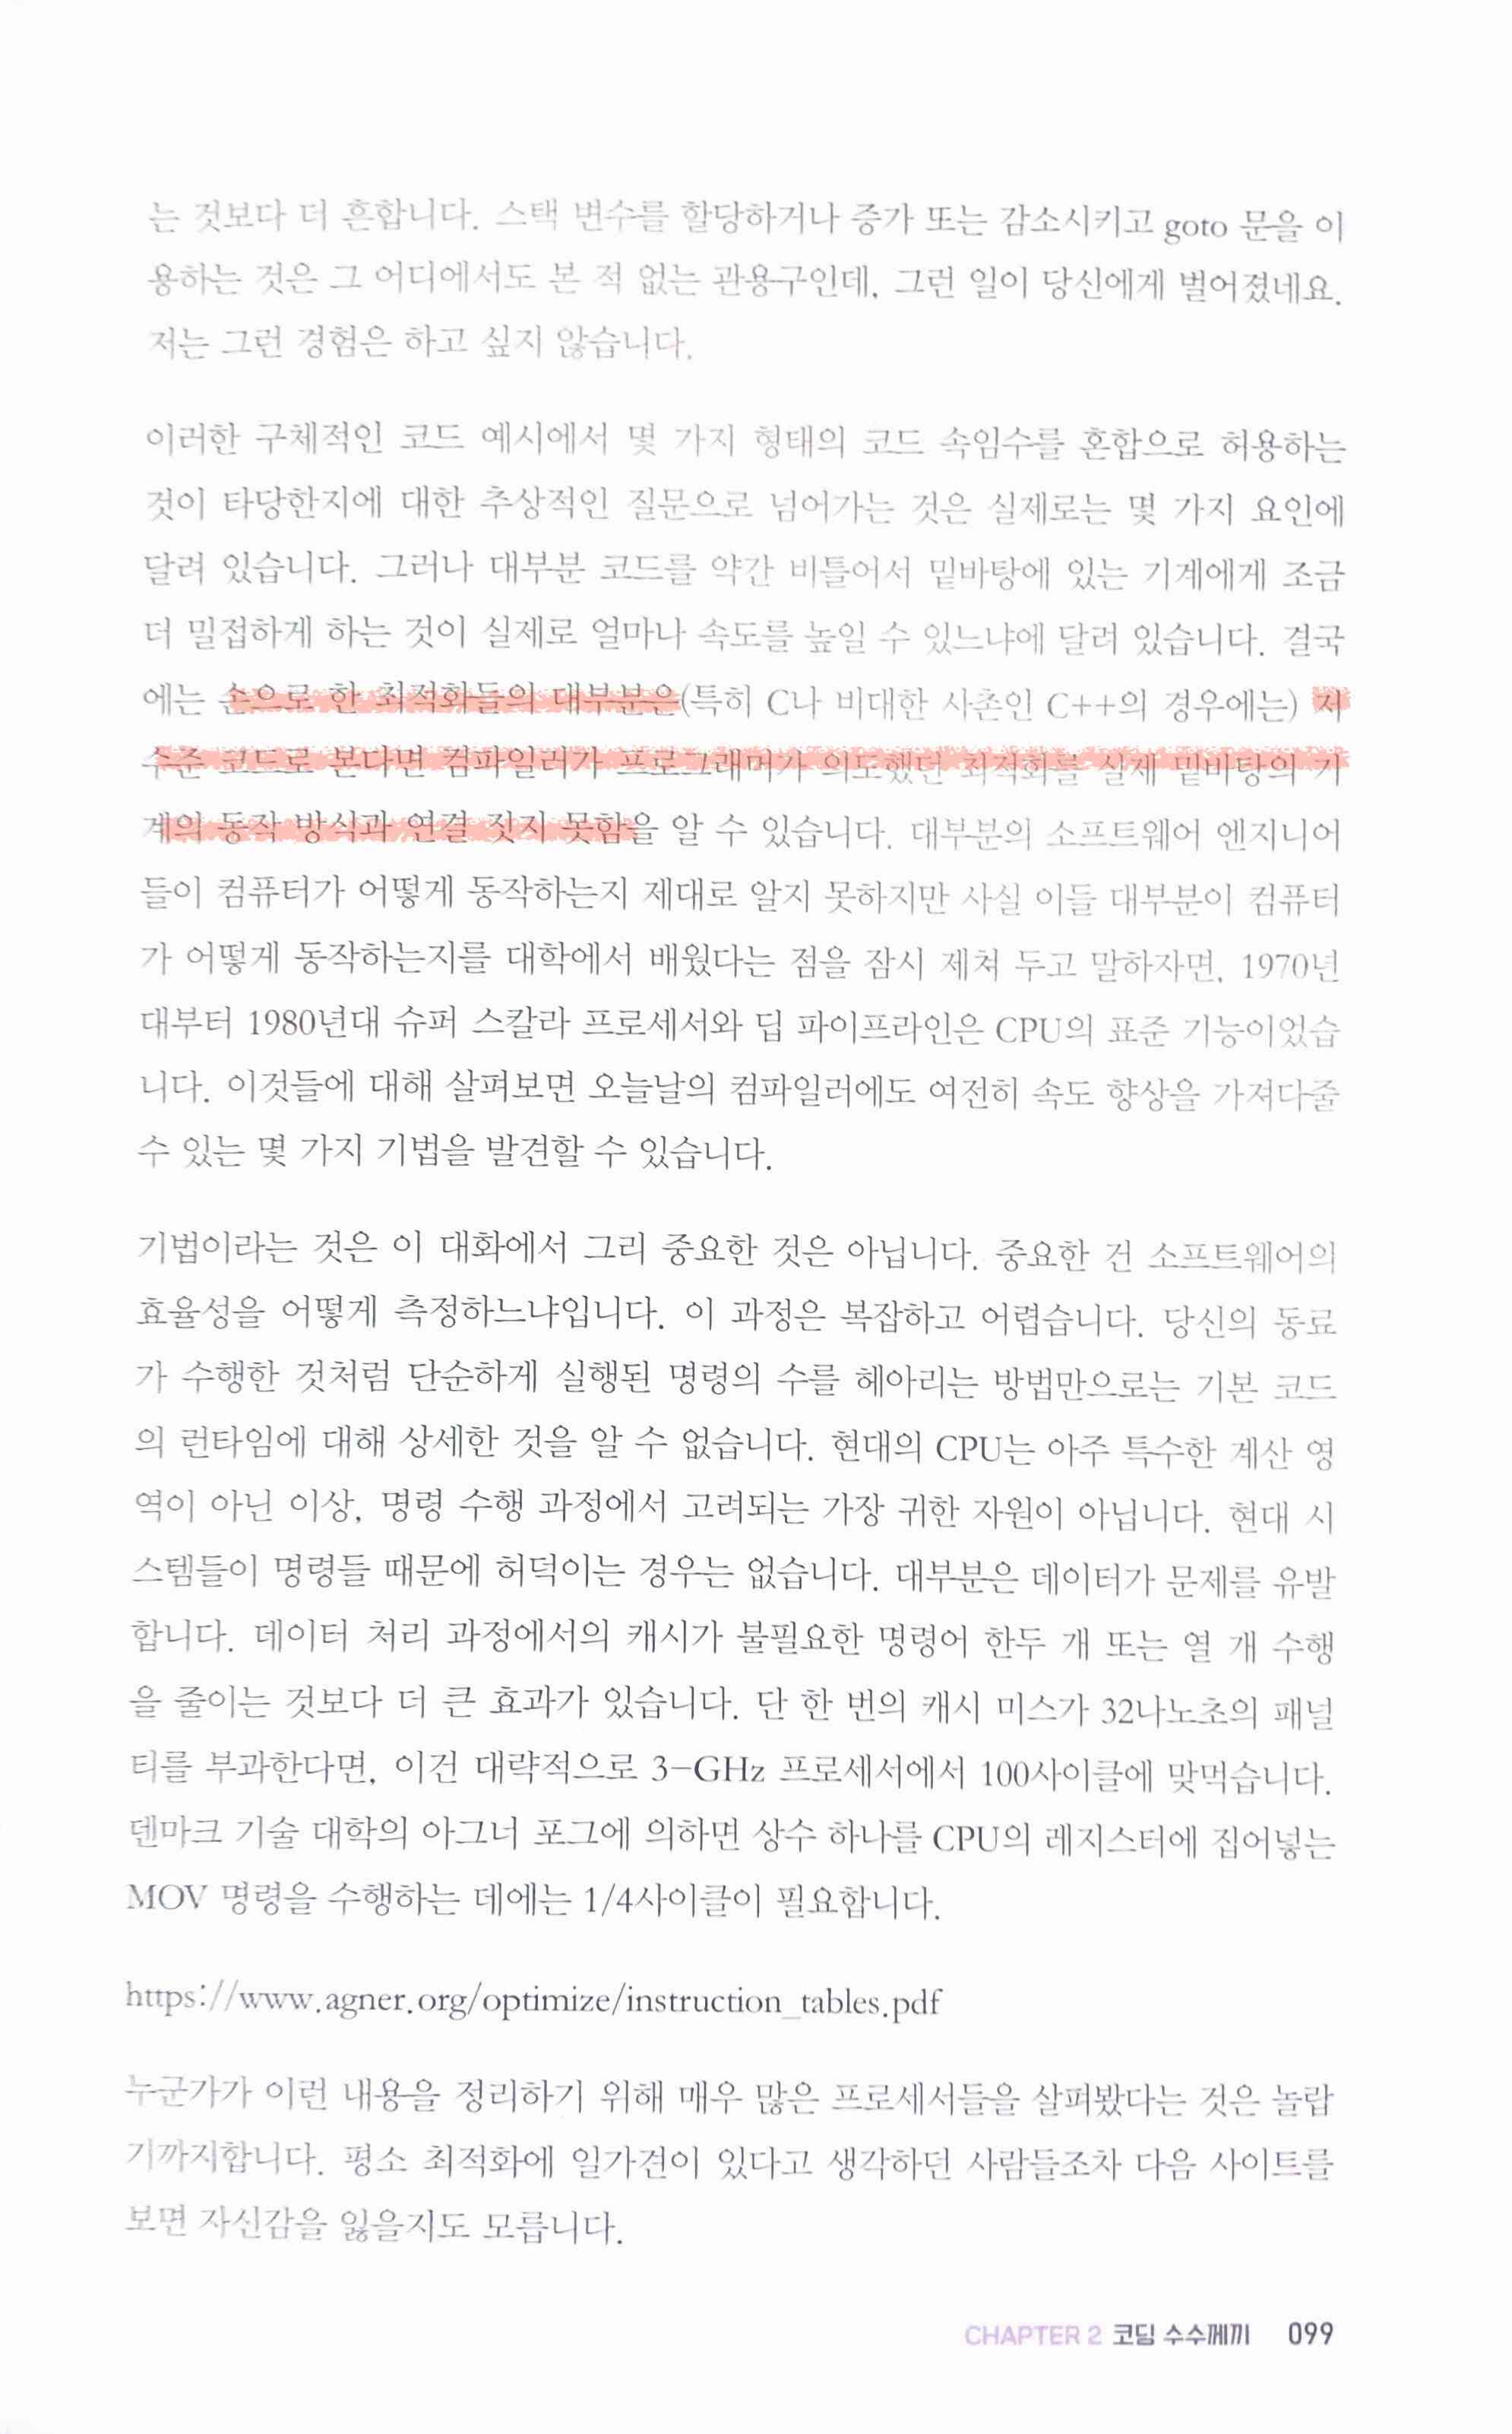 는 것보다 더 흔합니다. 스택 변수를 할당하거나 증가 또는 감소시키고 goto 문을 이
용하는 것은 그 어디에서도 본 적 없는 관용구인데, 그런 일이 당신에게 벌어졌네요.
저는 그런 경험은 하고 싶지 않습니다.
이러한 구체적인 코드 예시에서 몇 가지 형태의 코드 속임수를 혼합으로 허용하는
것이 타당한지에 대한 추상적인 질문으로 넘어가는 것은 실제로는 몇 가지 요인에
달려 있습니다. 그러나 대부분 코드를 약간 비틀어서 밑바탕에 있는 기계에게 조금
더 밀접하게 하는 것이 실제로 얼마나 속도를 높일 수 있느냐에 달려 있습니다. 결국
에는 손으로 한 최적화들의 대부분은(특히 C나 비대한 사촌인 C++의 경우에는) 저
수준 코드로 본다면 컴파일러가 프로그래머가 의도했던 최적화를 실제 밑바탕의 기
계의 동작 방식과 연결 짓지 못함을 알 수 있습니다. 대부분의 소프트웨어 엔지니어
들이 컴퓨터가 어떻게 동작하는지 제대로 알지 못하지만 사실 이들 대부분이 컴퓨터
가 어떻게 동작하는지를 대학에서 배웠다는 점을 잠시 제쳐 두고 말하자면, 1970년
대부터 1980년대 슈퍼 스칼라 프로세서와 딥 파이프라인은 CPU의 표준 기능이었습
니다. 이것들에 대해 살펴보면 오늘날의 컴파일러에도 여전히 속도 향상을 가져다줄
수 있는 몇 가지 기법을 발견할 수 있습니다.
기법이라는 것은 이 대화에서 그리 중요한 것은 아닙니다. 중요한 건 소프트웨어의
효율성을 어떻게 측정하느냐입니다. 이 과정은 복잡하고 어렵습니다. 당신의 동료
가 수행한 것처럼 단순하게 실행된 명령의 수를 헤아리는 방법만으로는 기본 코드
의 런타임에 대해 상세한 것을 알 수 없습니다. 현대의 CPU는 아주 특수한 계산 영
역이 아닌 이상, 명령 수행 과정에서 고려되는 가장 귀한 자원이 아닙니다. 현대 시
스템들이 명령들 때문에 허덕이는 경우는 없습니다. 대부분은 데이터가 문제를 유발
합니다. 데이터 처리 과정에서의 캐시가 불필요한 명령어 한두 개 또는 열 개 수행
을 줄이는 것보다 더 큰 효과가 있습니다. 단 한 번의 캐시 미스가 32나노초의 패널
티를 부과한다면, 이건 대략적으로 3-GHz 프로세서에서 100사이클에 맞먹습니다.
덴마크 기술 대학의 아그너 포그에 의하면 상수 하나를 CPU의 레지스터에 집어넣는
MOV 명령을 수행하는 데에는 1/4사이클이 필요합니다.
https://www.agner.org/optimize/instruction_tables.pdf
누군가가 이런 내용을 정리하기 위해 매우 많은 프로세서들을 살펴봤다는 것은 놀랍
기까지합니다. 평소 최적화에 일가견이 있다고 생각하던 사람들조차 다음 사이트를
보면 자신감을 잃을지도 모릅니다.
CHAPTER 2 코딩 수수께끼 099